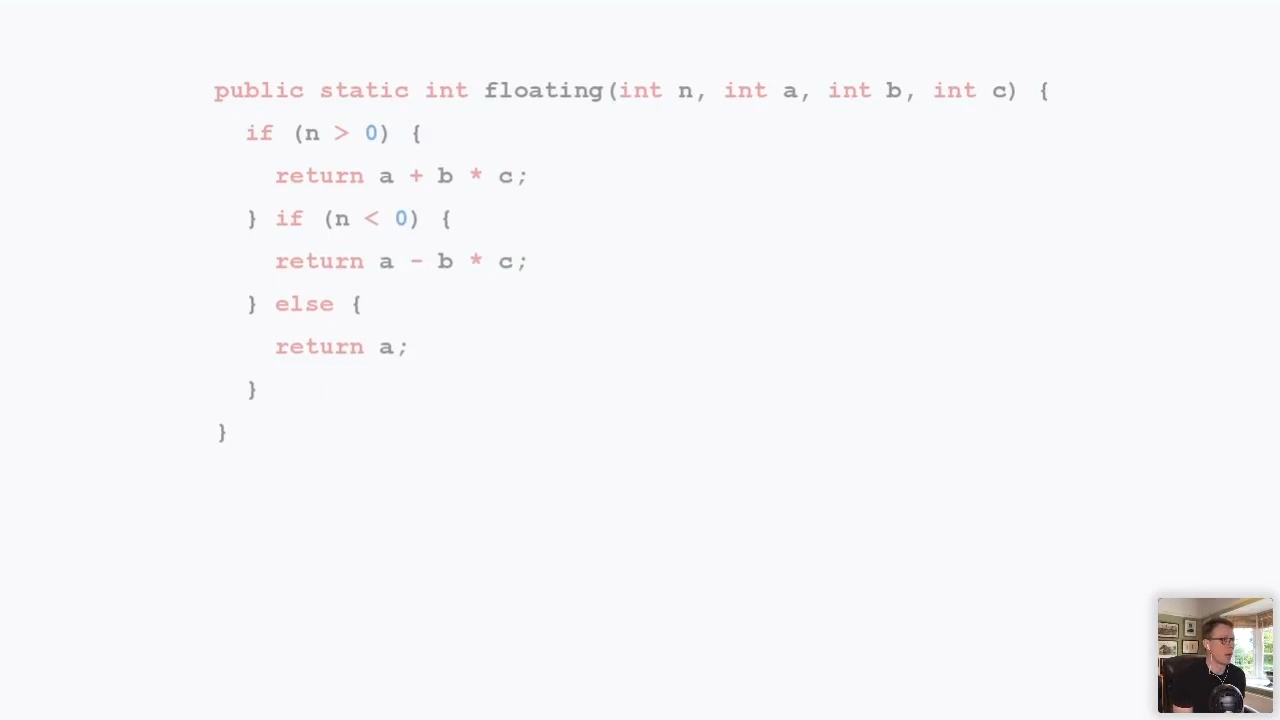 public static int floating(int n, int a, int b, int c) {
if (n > 0) {
return a + b * c;
} if (n < 0) {
return a - b * c;
} else {
return a;
}
}